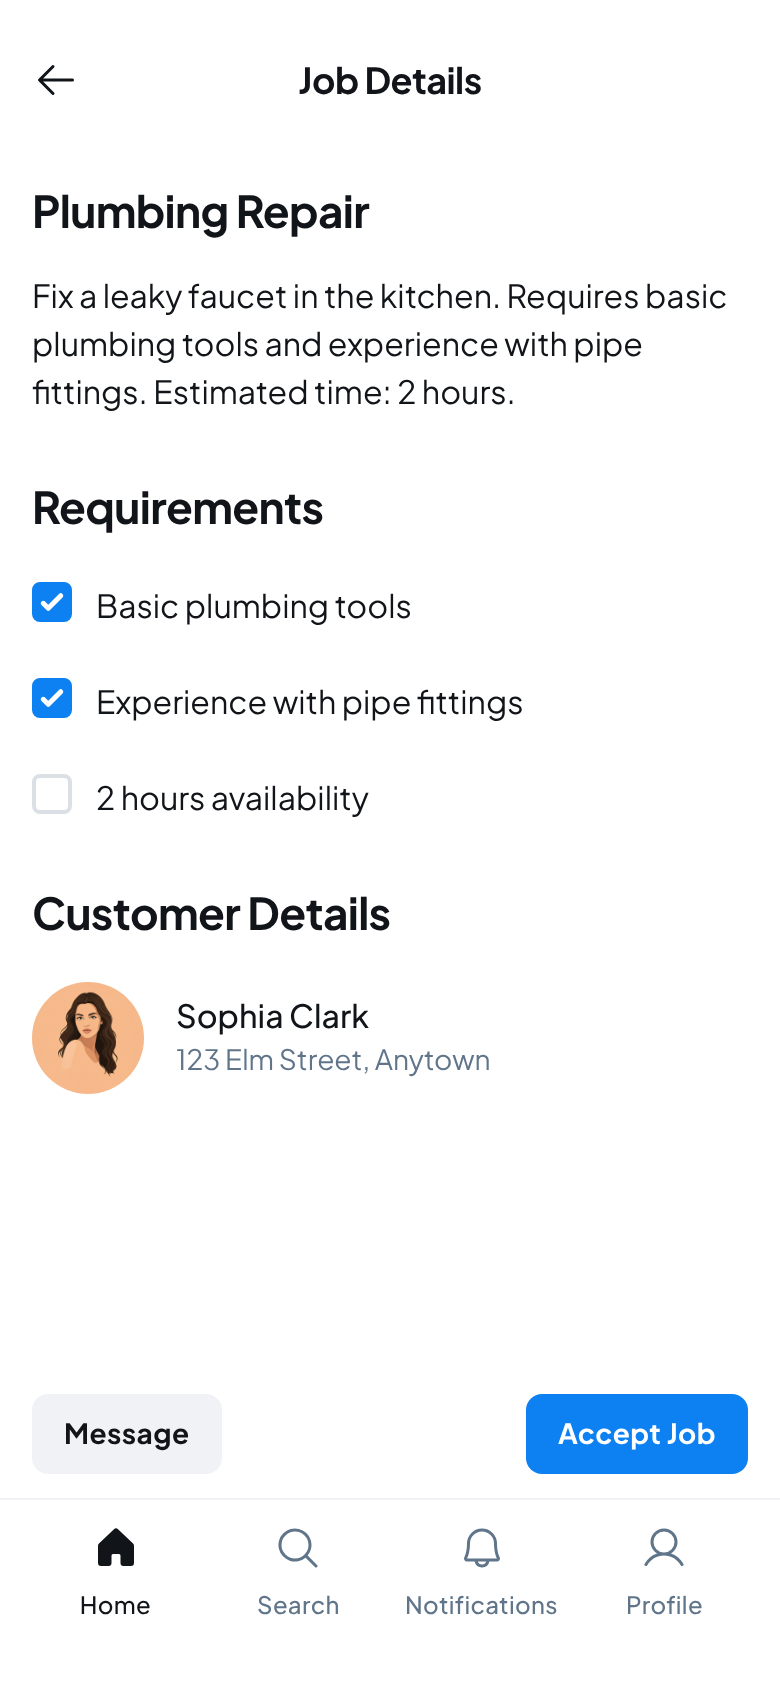 Job Details
Plumbing Repair
Fix a leaky faucet in the kitchen. Requires basic
plumbing tools and experience with pipe
fittings. Estimated time: 2 hours.
Requirements
Basic plumbing tools
Experience with pipe fittings
2 hours availability
Customer Details
Sophia Clark
123 Elm Street, Anytown
Message
Accept Job
Home
Search
Notifications
Profile